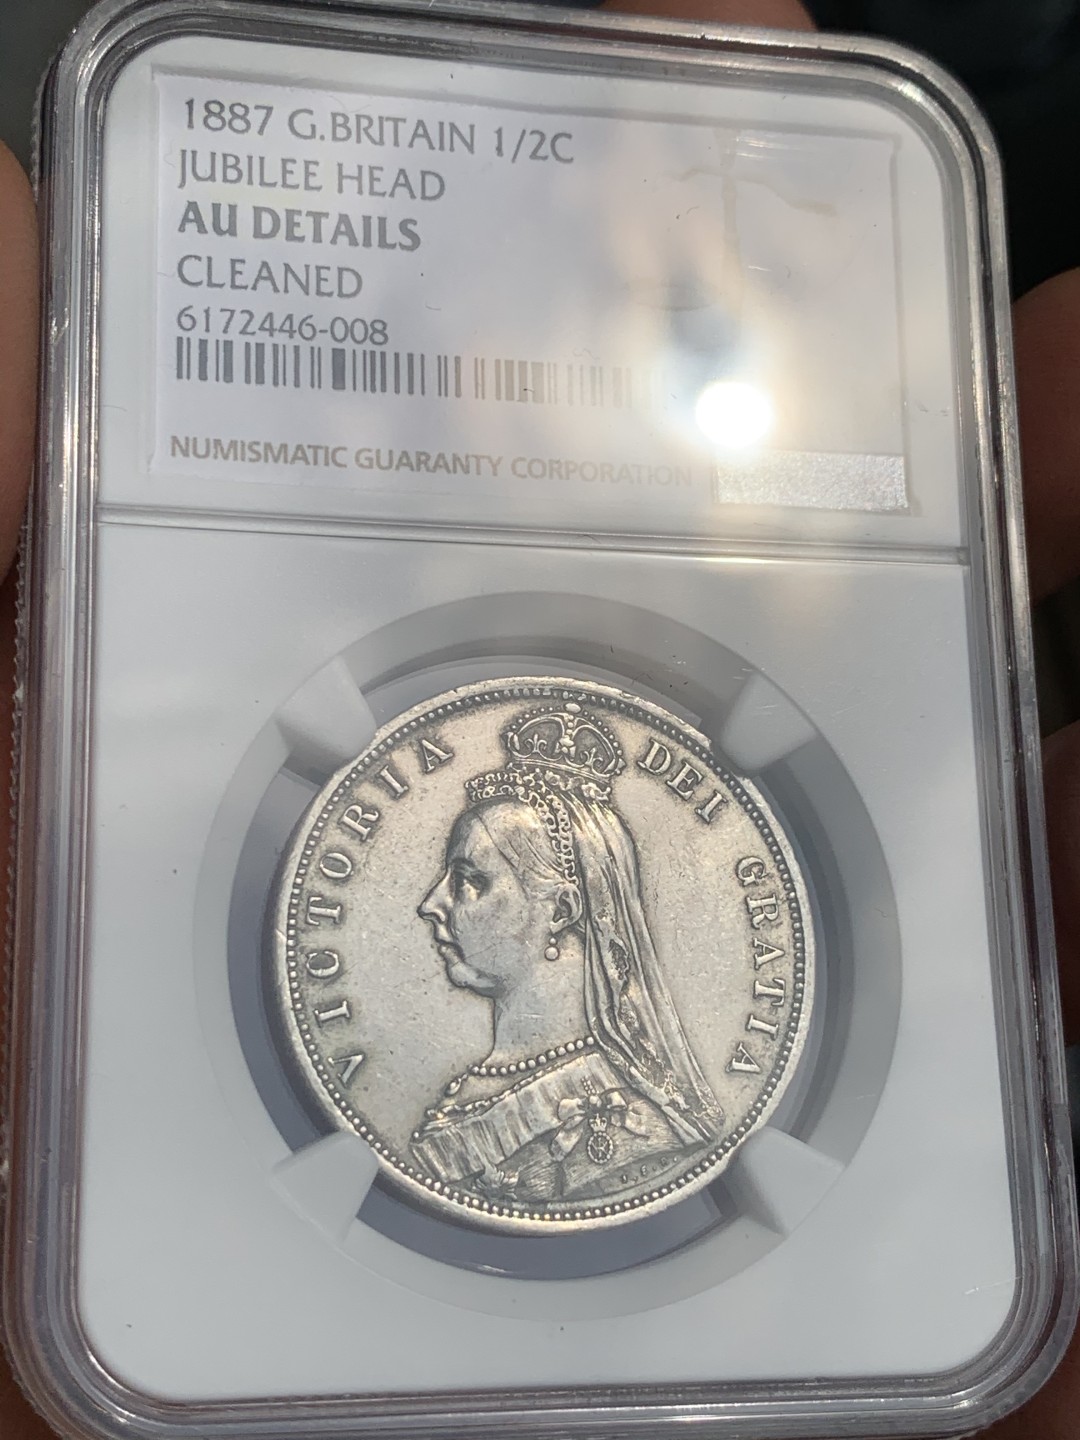 1887 G.BRITAIN 1/2C
JUBILEE HEAD
AU DETAILS
CLEANED
6172446-008
NUMISMATIC GUARANTY CORPORATION
VICTORIA DEI GRATIA
J.E.B.